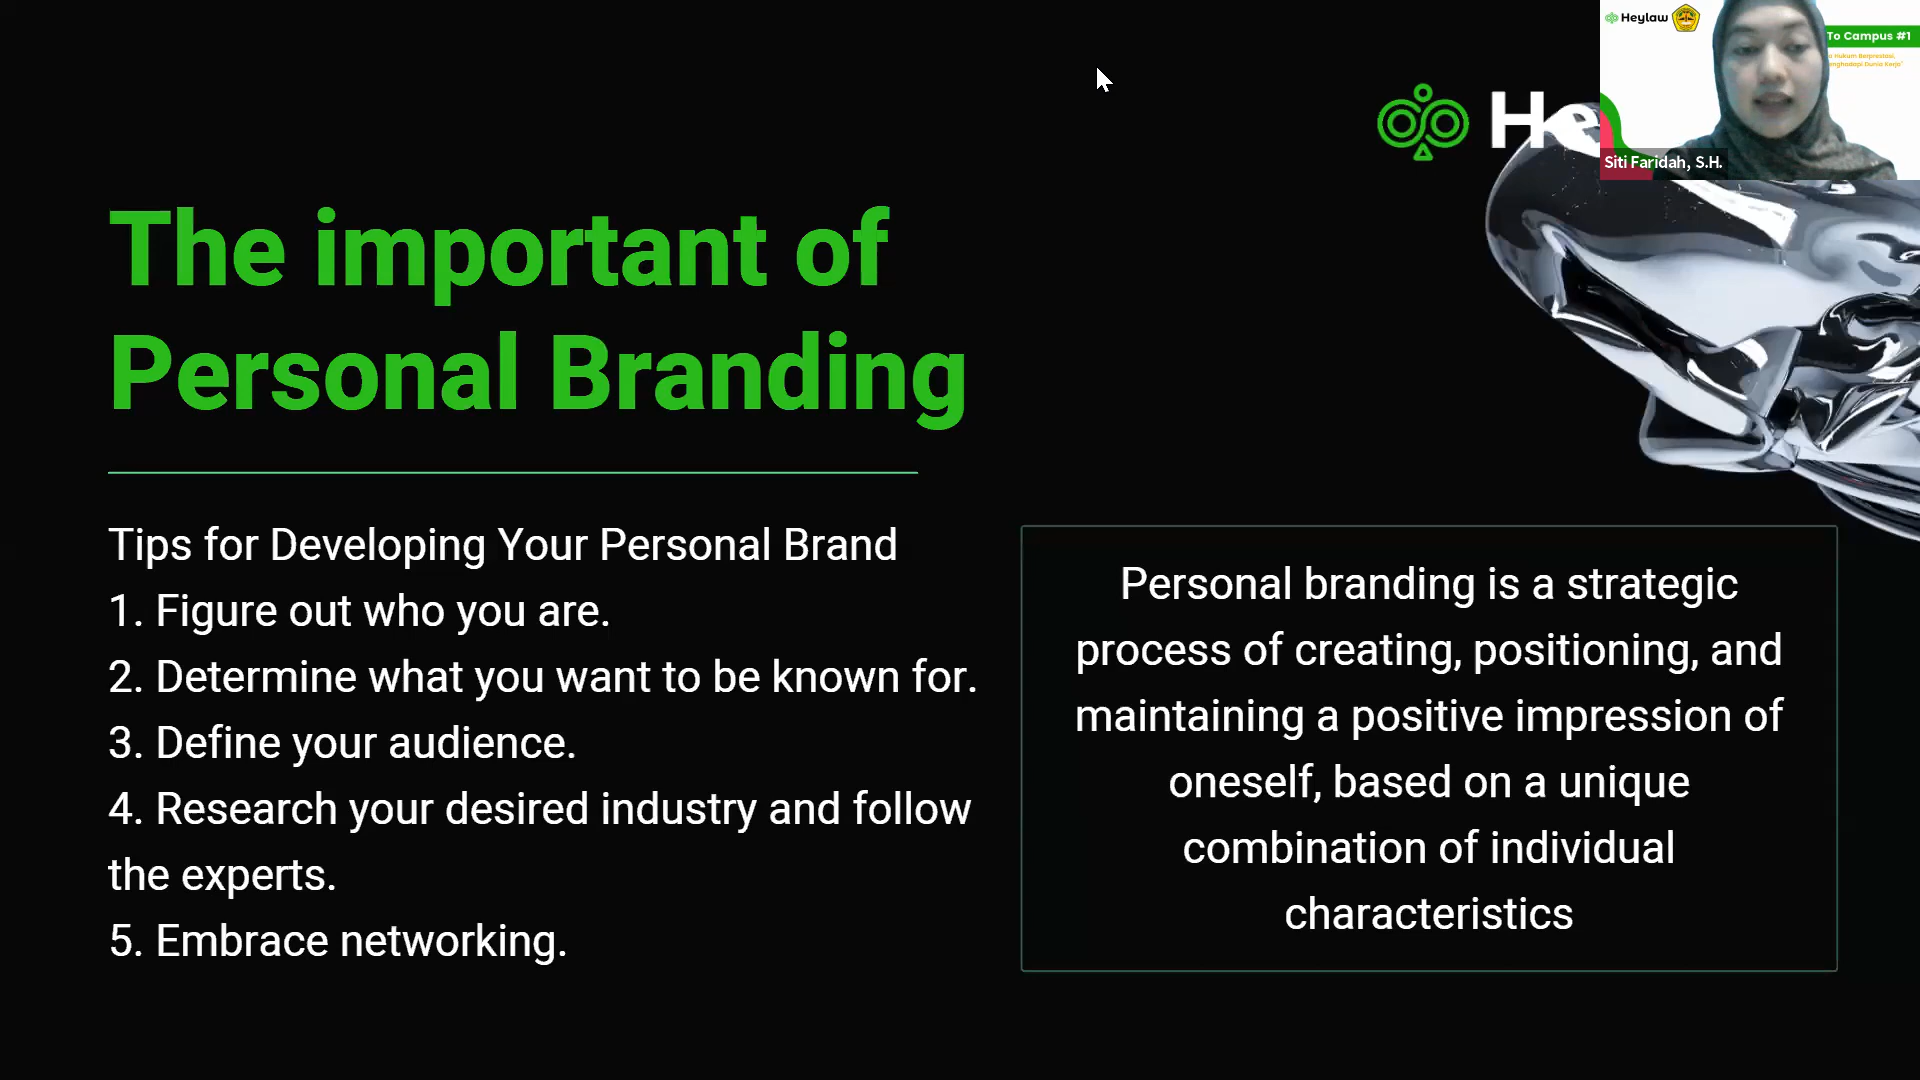 Heylaw
To Campus #1
He
Siti Faridah, S.H.
The important of
Personal Branding
Tips for Developing Your Personal Brand
1. Figure out who you are.
2. Determine what you want to be known for.
3. Define your audience.
4. Research your desired industry and follow
the experts.
5. Embrace networking.
Personal branding is a strategic
process of creating, positioning, and
maintaining a positive impression of
oneself, based on a unique
combination of individual
characteristics